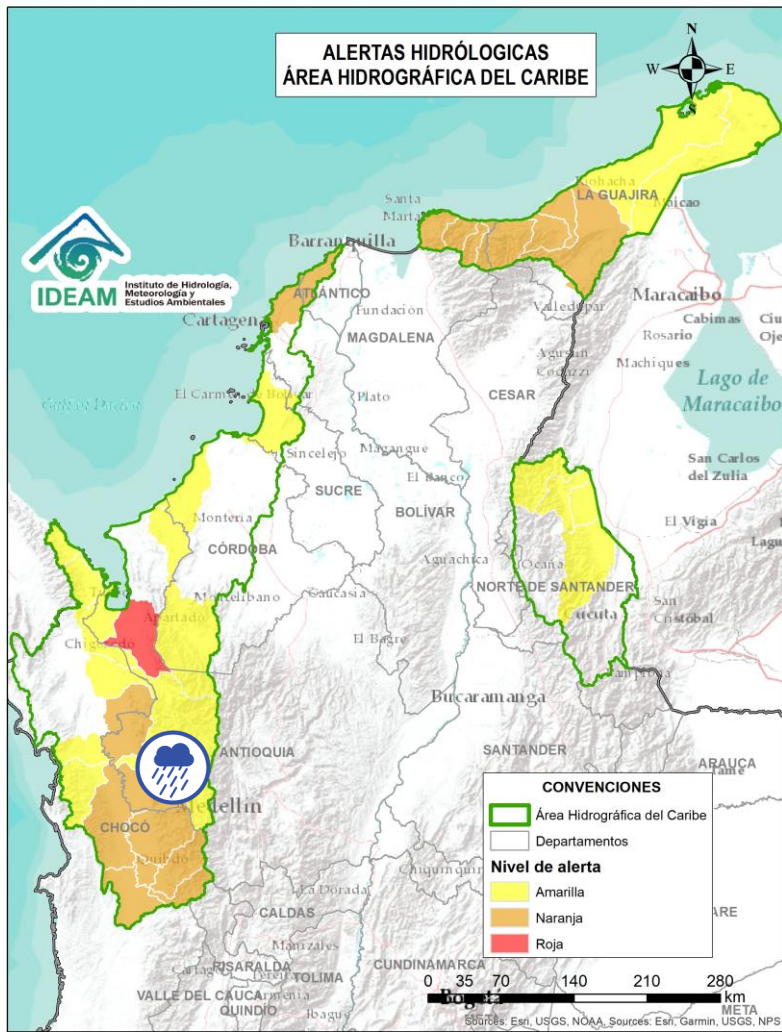 ALERTAS HIDRÓLOGICAS
ÁREA HIDROGRÁFICA DEL CARIBE
N
W
E
S
IDEAM
Instituto de Hidrología,
Meteorología y
Estudios Ambientales
Riohacha
LA GUAJIRA
Maicao
Santa
Marta
Barranquilla
ATLÁNTICO
Cartagena
Fundación
MAGDALENA
Valledupar
Maracaibo
Cabimas
Rosario
Machiques
Agustín
Codazzi
CESAR
Lago de
Maracaibo
El Carmen de Bolívar
Plato
Sincelejo
Magangue
El Banco
SUCRE
BOLÍVAR
San Carlos
del Zulia
El Vigia
Montería
CÓRDOBA
Aguachica
Ocaña
NORTE DE SANTANDER
Cucuta
San
Cristóbal
Pamplona
Montelibano
Caucasia
Apartado
Chigorodó
El Bagre
Bucaramanga
SANTANDER
ARAUCA
ANTIOQUIA
Medellín
CHOCÓ
Quibdó
La Dorada
CALDAS
Manizales
RISARALDA
Pereira
TOLIMA
CUNDINAMARCA
VALLE DEL CAUCA
Armenia
QUINDÍO
Ibague
Bogotá
META
CONVENCIONES
Área Hidrográfica del Caribe
Departamentos
Nivel de alerta
Amarilla
Naranja
Roja
0 35 70 140 210 280
km
Sources: Esri, USGS, NOAA, Sources: Esri, Garmin, USGS, NPS